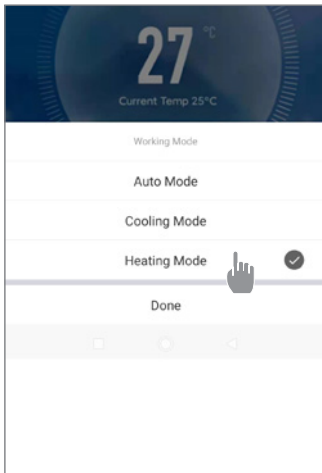 27 °C
Current Temp 25°C
Working Mode
Auto Mode
Cooling Mode
Heating Mode
Done